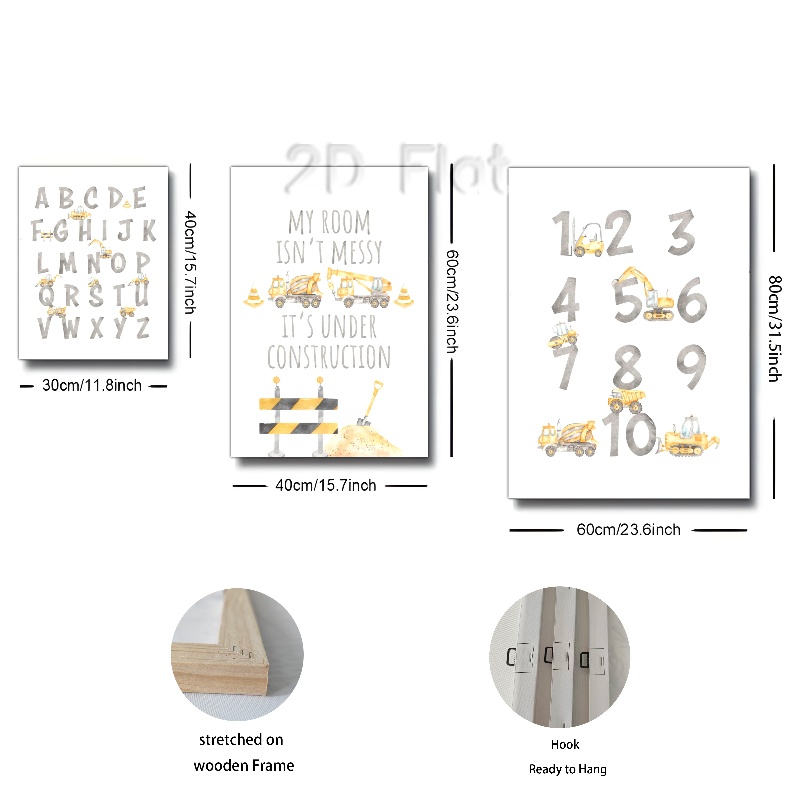 2D Flat
A B C D E
F G H I J K
L M N O P
Q R S T U
V W X Y Z
30cm/11.8inch
40cm/15.7inch
MY ROOM
ISN'T MESSY
IT'S UNDER
CONSTRUCTION
40cm/15.7inch
60cm/23.6inch
1 2 3
4 5 6
7 8 9
10
60cm/23.6inch
80cm/31.5inch
stretched on
wooden Frame
Hook
Ready to Hang